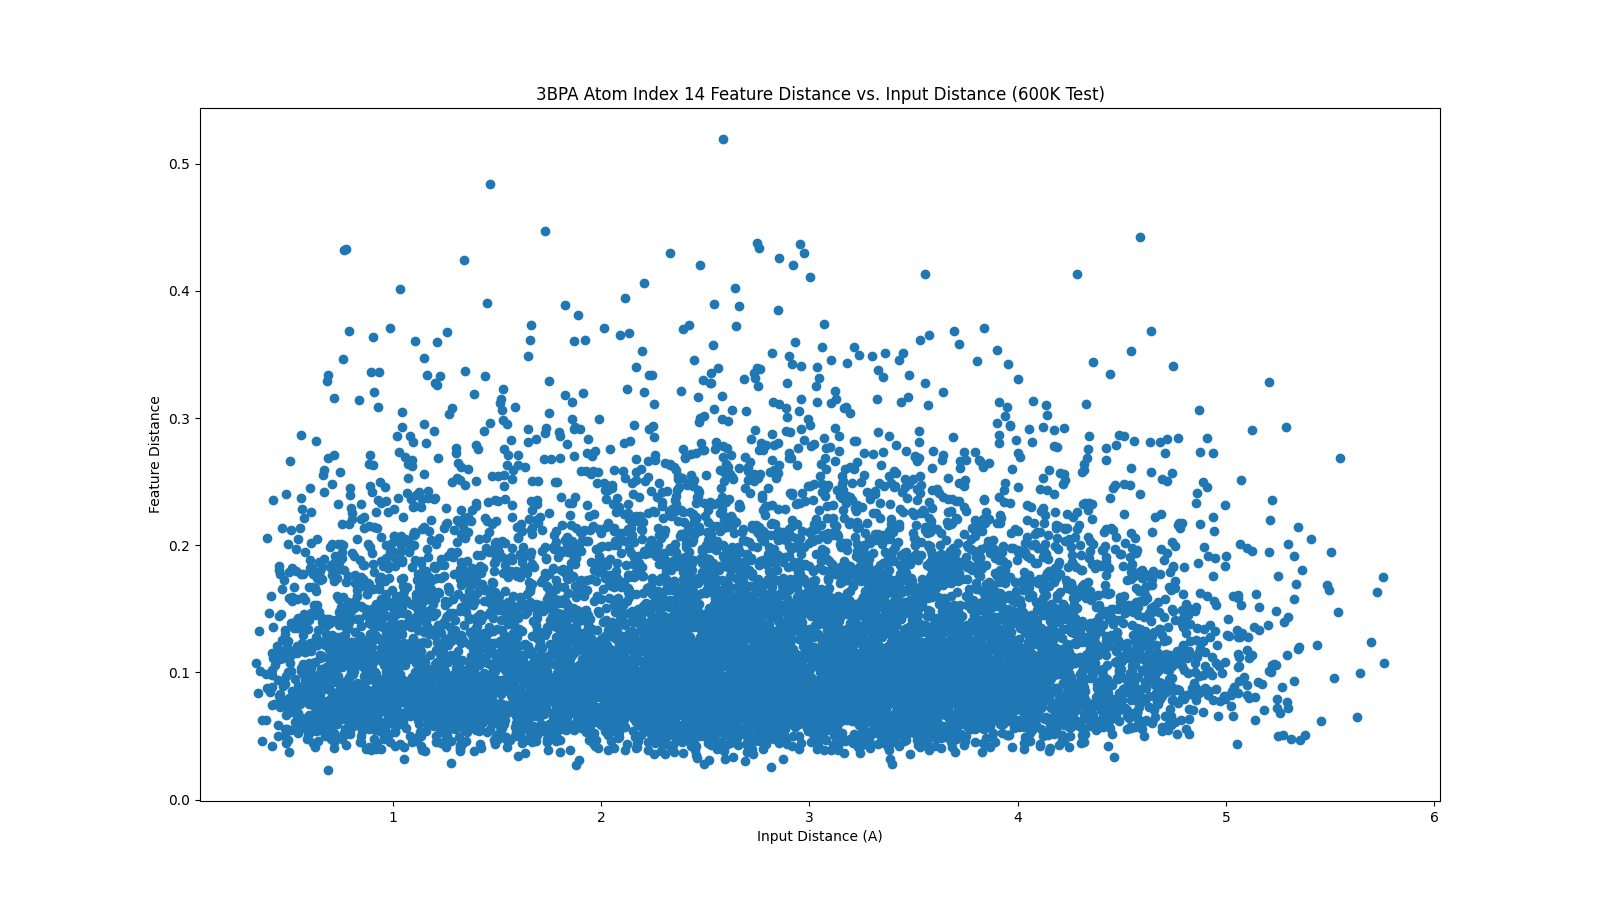 3BPA Atom Index 14 Feature Distance vs. Input Distance (600K Test)
Feature Distance
0.5
0.4
0.3
0.2
0.1
0.0
1 2 3 4 5 6
Input Distance (A)